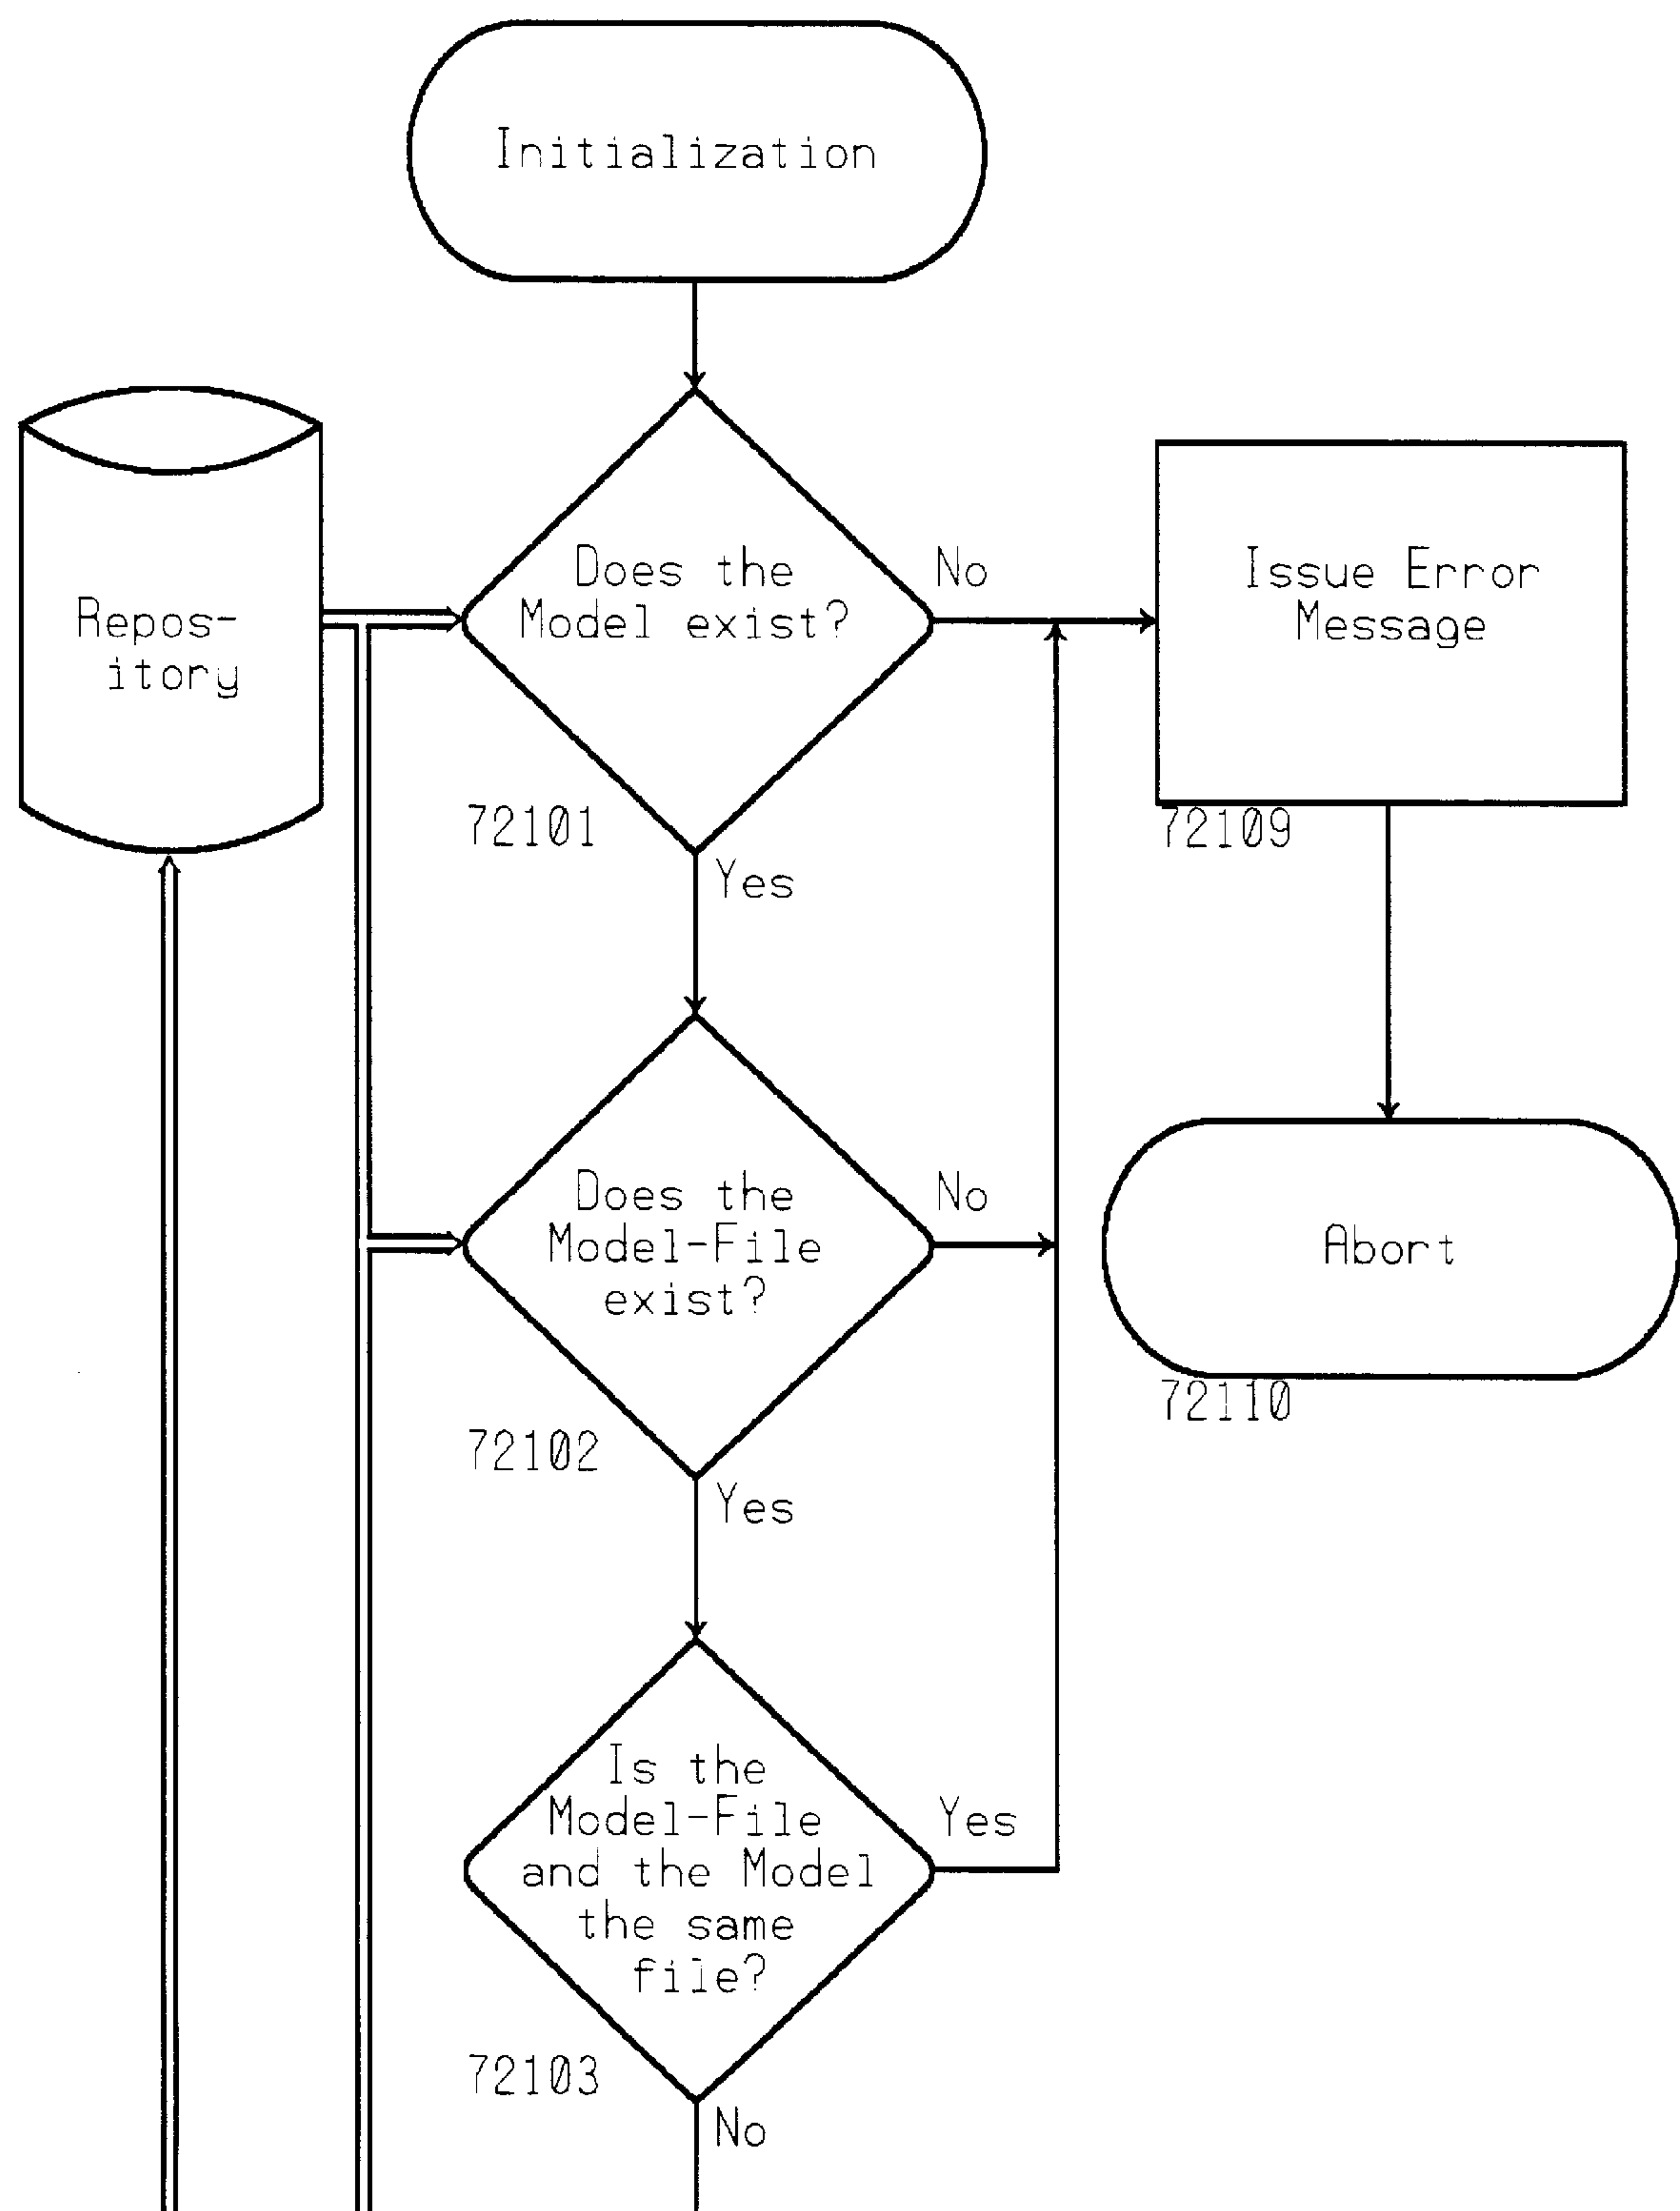 Initialization
Does the
Model exist?
No
Issue Error
Message
Repos-
itory
72101
72109
Yes
Does the
Model-File
exist?
No
Abort
72110
72102
Yes
Is the
Model-File
and the Model
the same
file?
Yes
72103
No